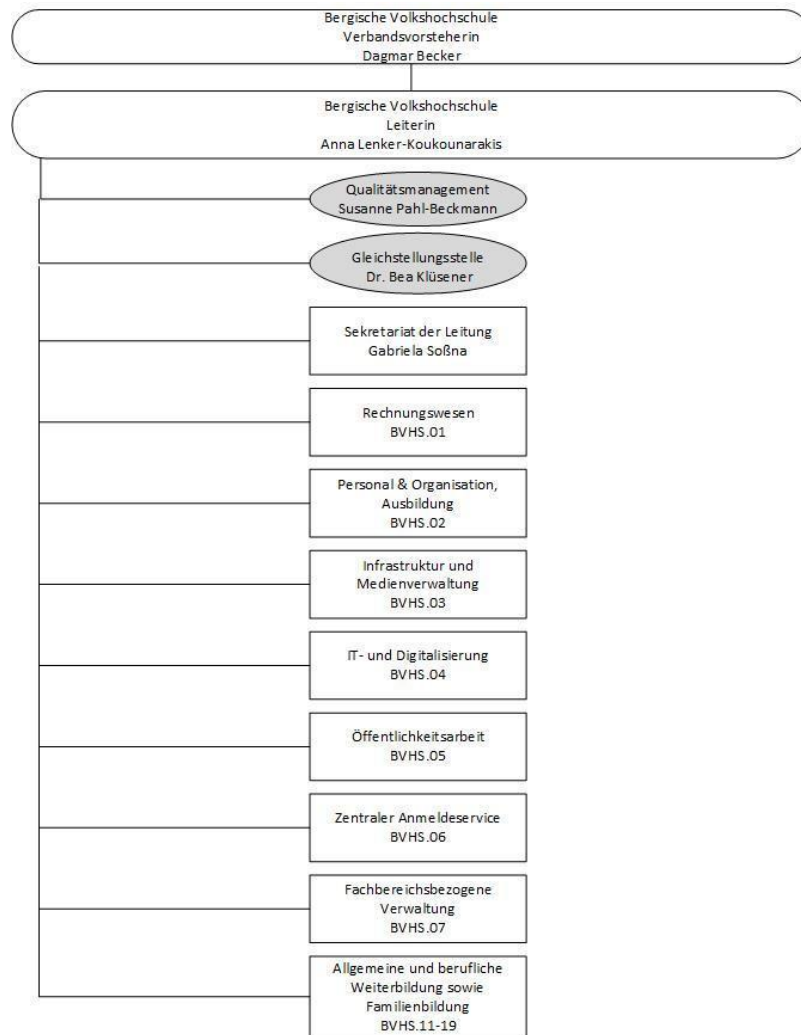 Bergische Volkshochschule
Verbandsvorsteherin
Dagmar Becker
Bergische Volkshochschule
Leiterin
Anna Lenker-Koukounarakis
Qualitätsmanagement
Susanne Pahl-Beckmann
Gleichstellungsstelle
Dr. Bea Klüsener
Sekretariat der Leitung
Gabriela Soßna
Rechnungswesen
BVHS.01
Personal & Organisation,
Ausbildung
BVHS.02
Infrastruktur und
Medienverwaltung
BVHS.03
IT- und Digitalisierung
BVHS.04
Öffentlichkeitsarbeit
BVHS.05
Zentraler Anmeldeservice
BVHS.06
Fachbereichsbezogene
Verwaltung
BVHS.07
Allgemeine und berufliche
Weiterbildung sowie
Familienbildung
BVHS.11-19